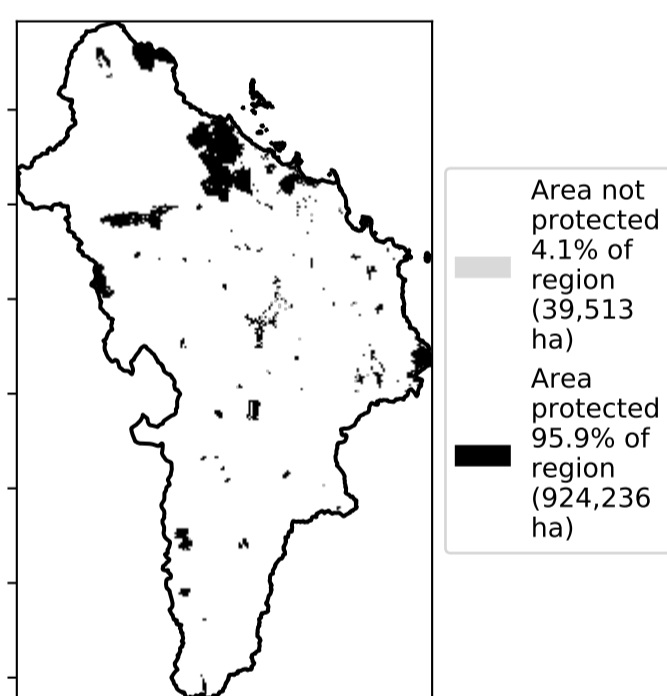 Area not
protected
4.1% of
region
(39,513
ha)
Area
protected
95.9% of
region
(924,236
ha)